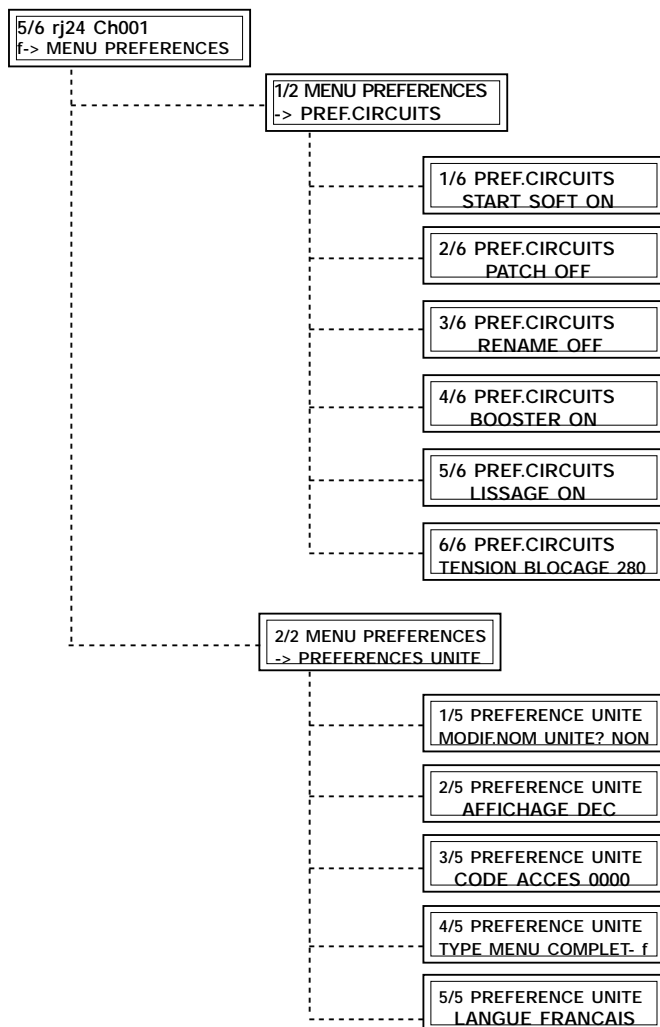 5/6 rj24 Ch001
f-> MENU PREFERENCES
1/2 MENU PREFERENCES
-> PREF.CIRCUITS
1/6 PREF.CIRCUITS
START SOFT ON
2/6 PREF.CIRCUITS
PATCH OFF
3/6 PREF.CIRCUITS
RENAME OFF
4/6 PREF.CIRCUITS
BOOSTER ON
5/6 PREF.CIRCUITS
LISSAGE ON
6/6 PREF.CIRCUITS
TENSION BLOCAGE 280
2/2 MENU PREFERENCES
-> PREFERENCES UNITE
1/5 PREFERENCE UNITE
MODIF.NOM UNITE? NON
2/5 PREFERENCE UNITE
AFFICHAGE DEC
3/5 PREFERENCE UNITE
CODE ACCES 0000
4/5 PREFERENCE UNITE
TYPE MENU COMPLET- f
5/5 PREFERENCE UNITE
LANGUE FRANCAIS